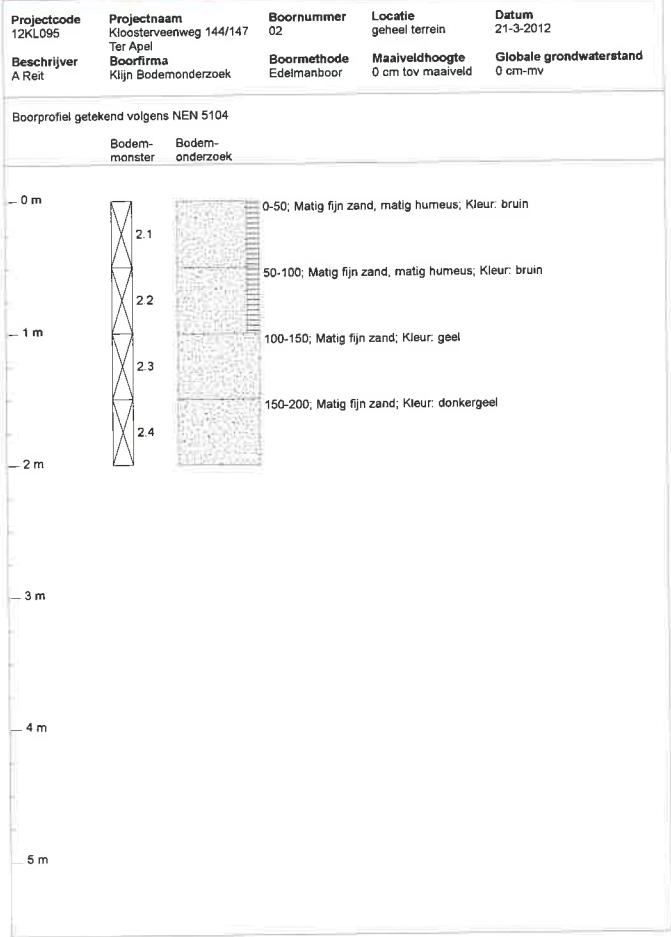 Projectcode Projectnaam Boornummer Locatie Datum
12KL095 Kloosterveenweg 144/147 02 geheel terrein 21-3-2012
Ter Apel
Beschrijver Boorfirma Boormethode Maaiveldhoogte Globale grondwaterstand
A Reit Klijn Bodemonderzoek Edelmanboor 0 cm tov maaiveld 0 cm-mv
Boorprofiel getekend volgens NEN 5104
Bodem- Bodem-
monster onderzoek
0 m 0-50; Matig fijn zand, matig humeus; Kleur: bruin
2.1
50-100; Matig fijn zand, matig humeus; Kleur: bruin
2.2
1 m 100-150; Matig fijn zand; Kleur: geel
2.3
150-200; Matig fijn zand; Kleur: donkergeel
2.4
2 m
3 m
4 m
5 m